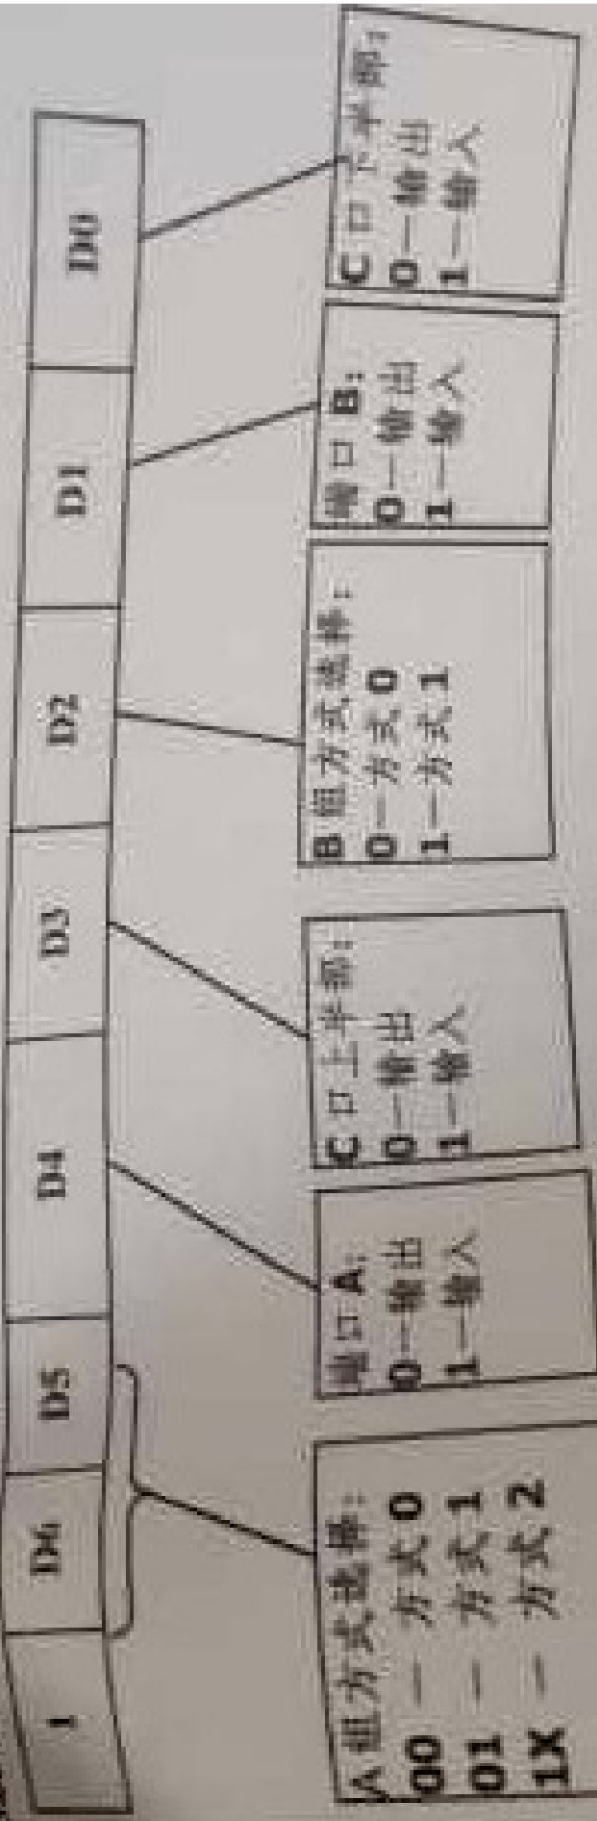 1 D6 D5 D4 D3 D2 D1 D0
A组方式选择:
00 — 方式0
01 — 方式1
1X — 方式2
端口A:
0—输出
1—输入
C口上半部:
0—输出
1—输入
B组方式选择:
0—方式0
1—方式1
端口B:
0—输出
1—输入
C口下半部:
0—输出
1—输入